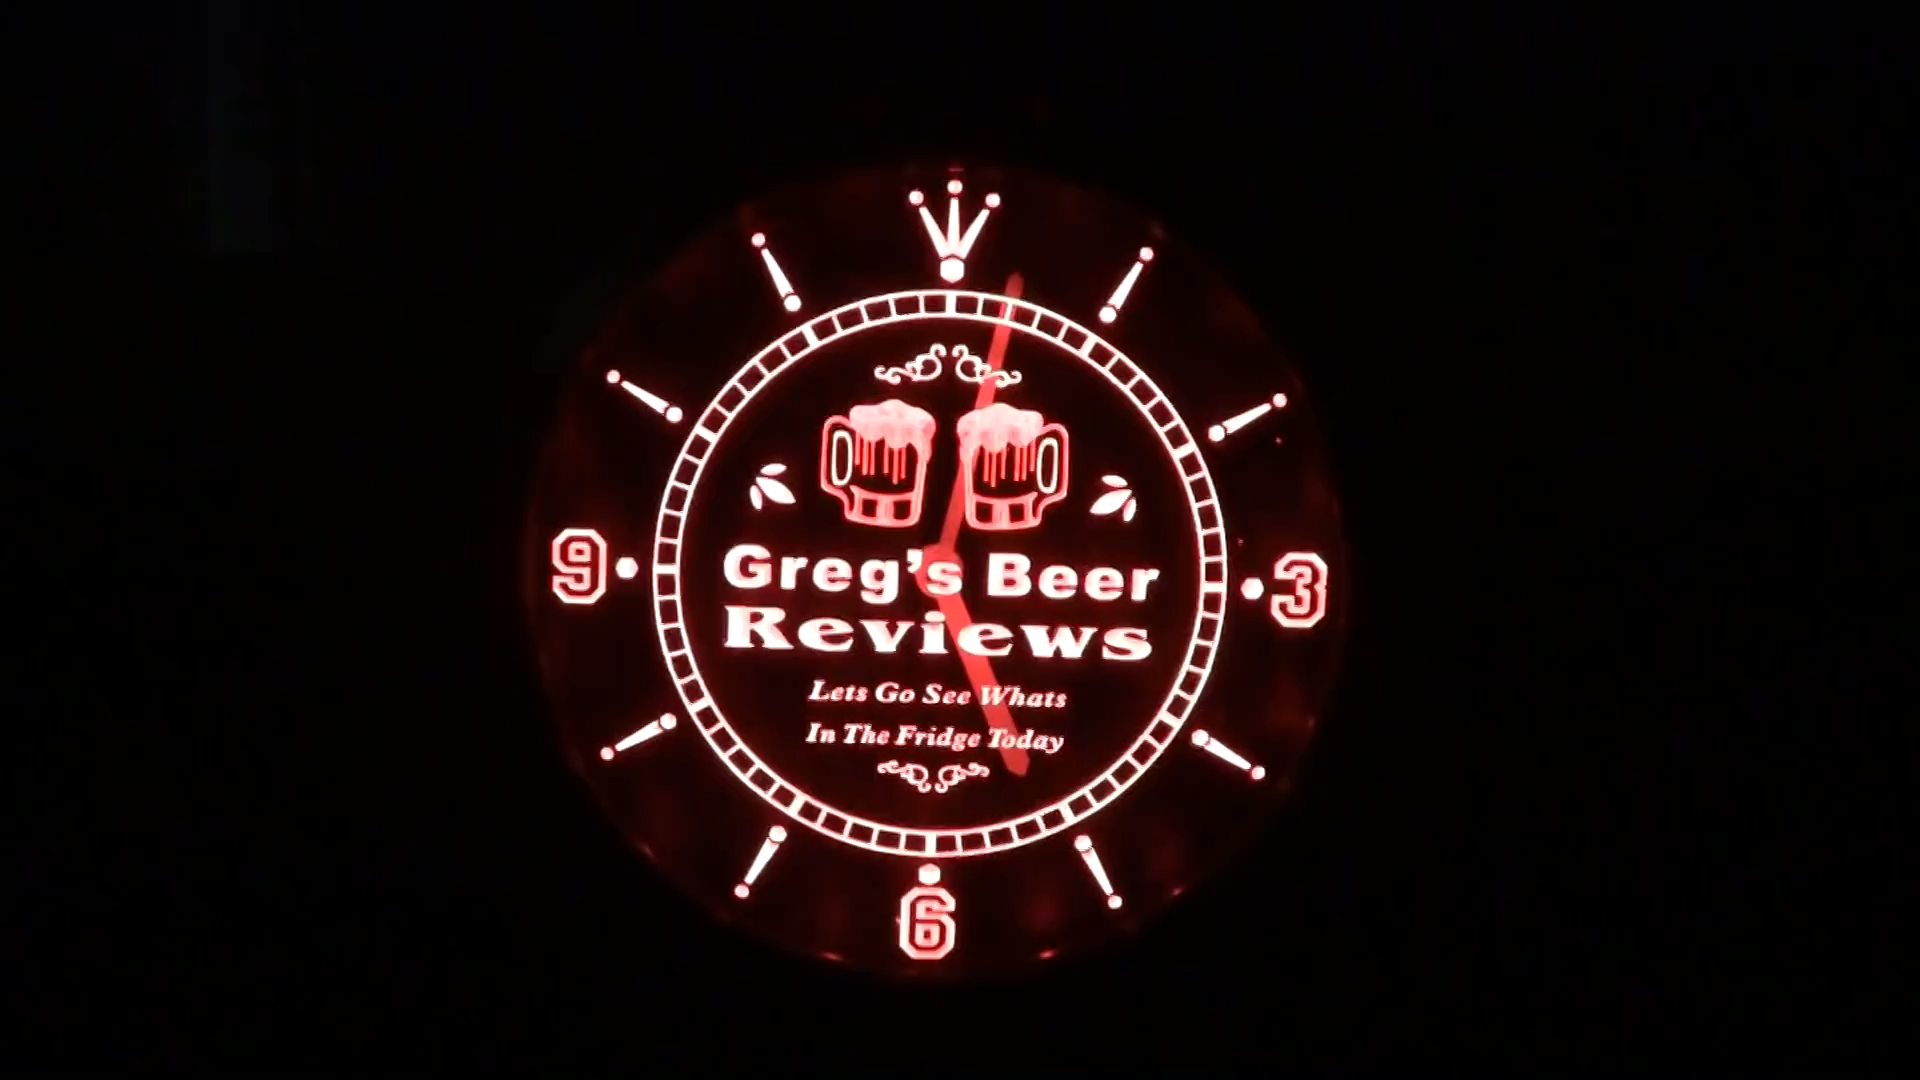 Greg's Beer
Reviews
Lets Go See Whats
In The Fridge Today
9
3
6